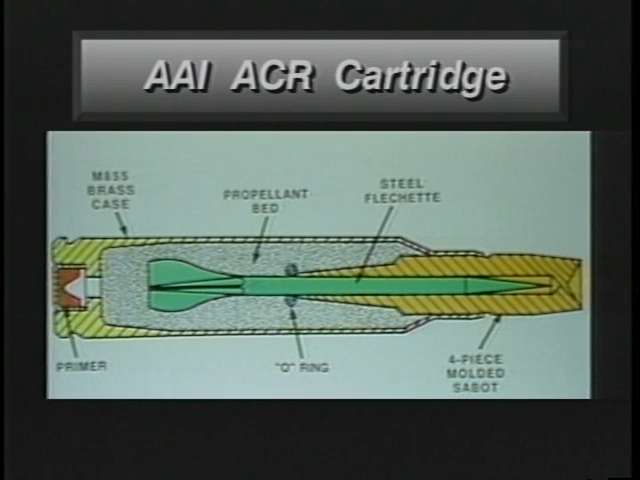 AAI ACR Cartridge
M855
BRASS
CASE
PROPELLANT
BED
STEEL
FLECHETTE
PRIMER
"O" RING
4-PIECE
MOLDED
SABOT